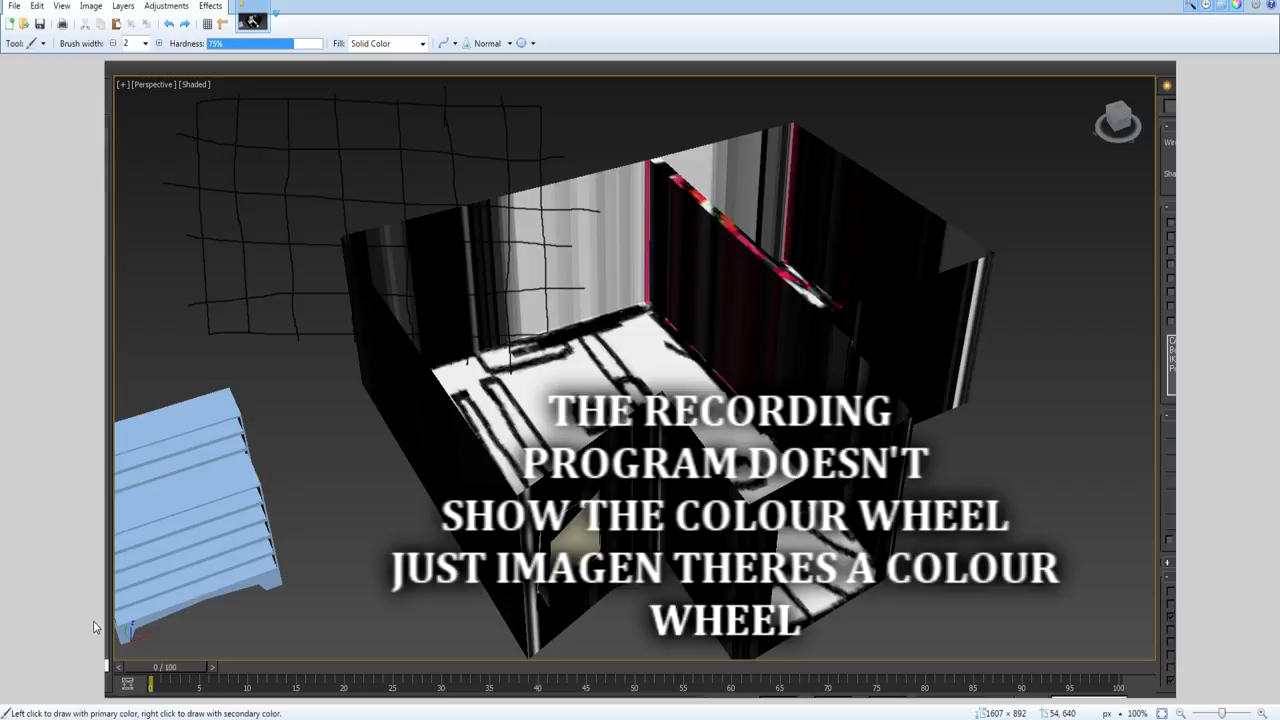 File Edit View Image Layers Adjustments Effects
Tool: Brush width: 2 Hardness: 75% Fill: Solid Color Normal
[+] [Perspective] [Shaded]
THE RECORDING
PROGRAM DOESN'T
SHOW THE COLOUR WHEEL
JUST IMAGEN THERES A COLOUR
WHEEL
< 0 / 100 >
0 5 10 15 20 25 30 35 40 45 50 55 60 65 70 75 80 85 90 95 100
Left click to draw with primary color, right click to draw with secondary color. 1607 × 892 54, 640 px 100%